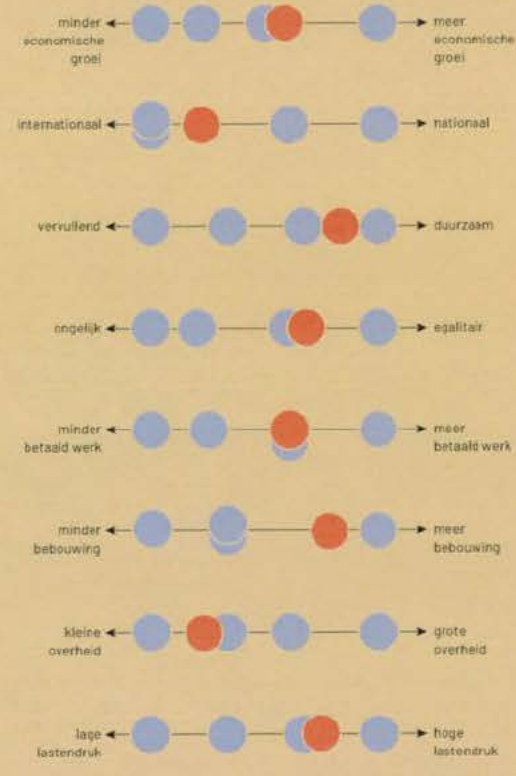 minder
economische
groei
meer
economische
groei
internationaal
nationaal
vervuilend
duurzaam
ongelijk
egalitair
minder
betaald werk
meer
betaald werk
minder
bebouwing
meer
bebouwing
kleine
overheid
grote
overheid
lage
lastendruk
hoge
lastendruk